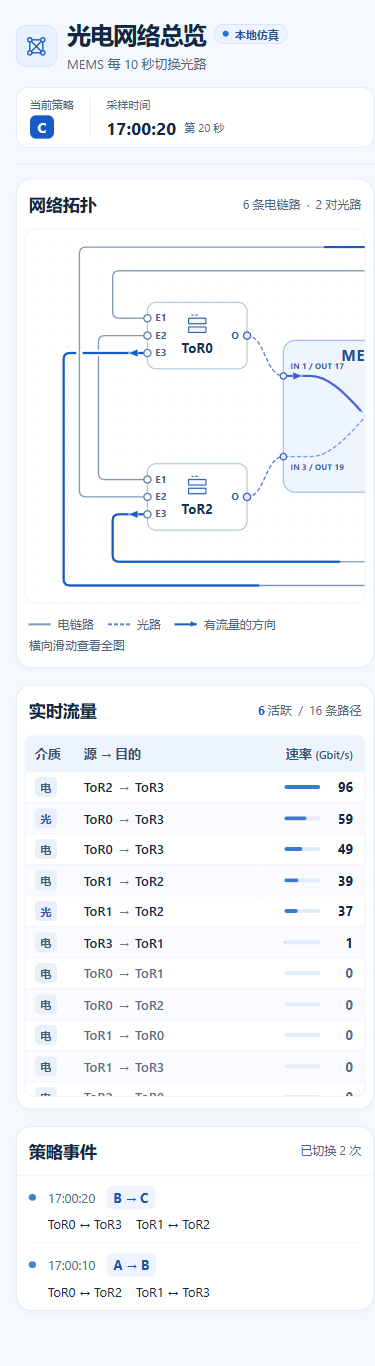 光电网络总览 本地仿真
MEMS 每 10 秒切换光路
当前策略 采样时间
C 17:00:20 第 20 秒
网络拓扑 6 条电链路 · 2 对光路
E1
E2 O
E3 ToR0
ME
IN 1 / OUT 17
IN 3 / OUT 19
E1
E2 O
E3 ToR2
电链路 光路 有流量的方向
横向滑动查看全图
实时流量 6 活跃 / 16 条路径
介质 源 → 目的 速率 (Gbit/s)
电 ToR2 → ToR3 96
光 ToR0 → ToR3 59
电 ToR0 → ToR3 49
电 ToR1 → ToR2 39
光 ToR1 → ToR2 37
电 ToR3 → ToR1 1
电 ToR0 → ToR1 0
电 ToR0 → ToR2 0
电 ToR1 → ToR0 0
电 ToR1 → ToR3 0
策略事件 已切换 2 次
17:00:20 B → C
ToR0 ↔ ToR3 ToR1 ↔ ToR2
17:00:10 A → B
ToR0 ↔ ToR2 ToR1 ↔ ToR3